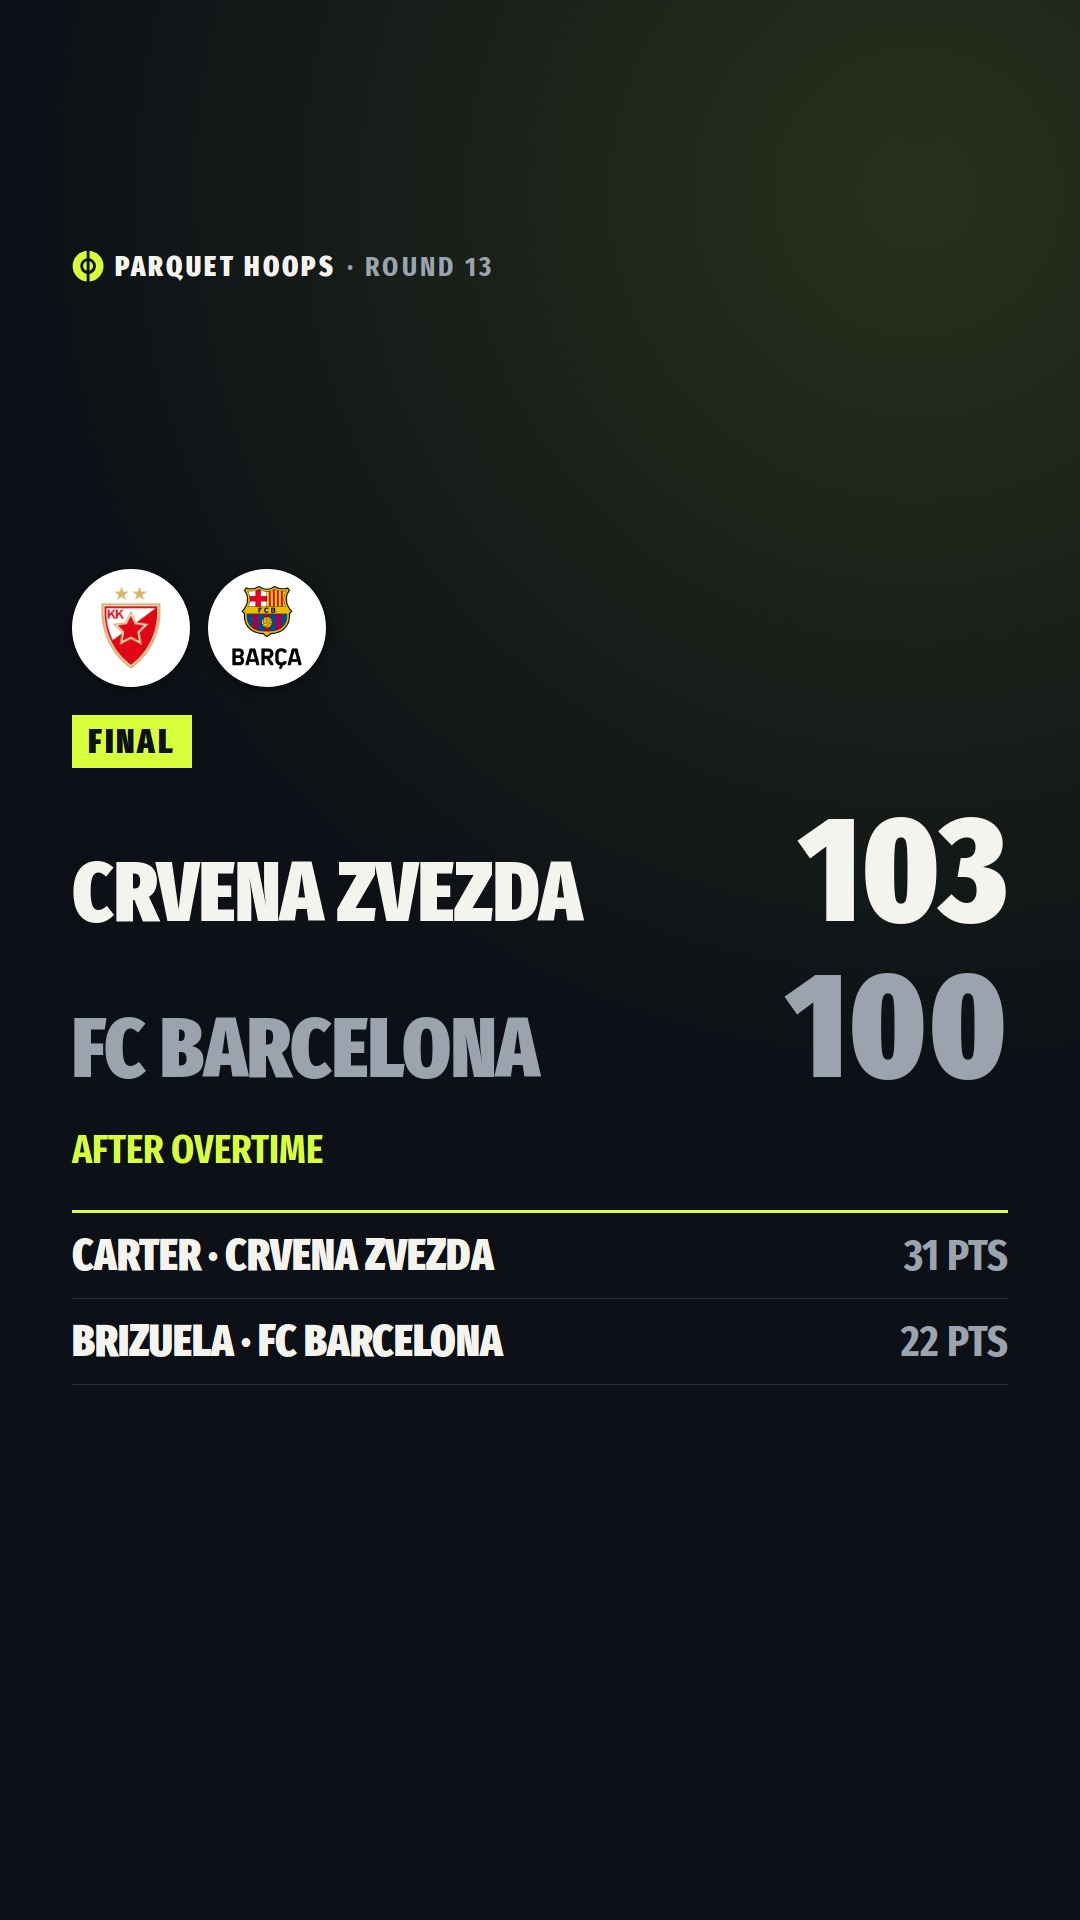 PARQUET HOOPS · ROUND 13
KK
FCB
BARÇA
FINAL
CRVENA ZVEZDA 103
FC BARCELONA 100
AFTER OVERTIME
CARTER · CRVENA ZVEZDA 31 PTS
BRIZUELA · FC BARCELONA 22 PTS